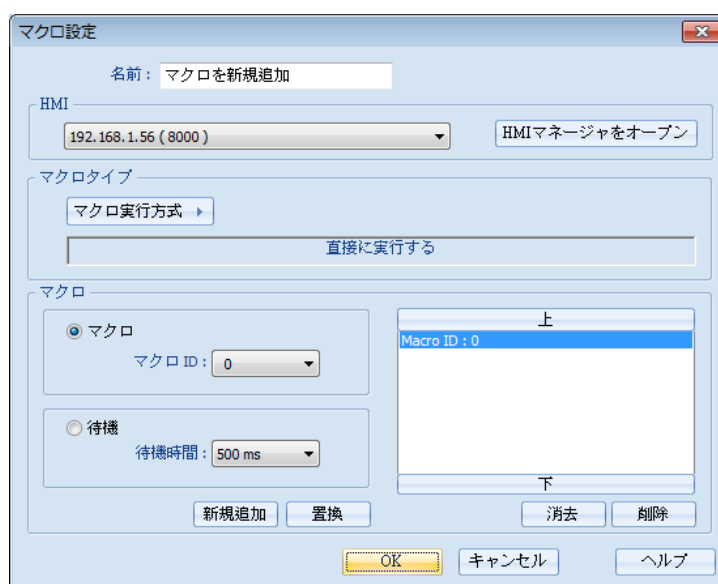 マクロ設定
名前： マクロを新規追加
HMI
192.168.1.56 ( 8000 )
HMIマネージャをオープン
マクロタイプ
マクロ実行方式
直接に実行する
マクロ
マクロ
マクロ ID： 0
待機
待機時間： 500 ms
新規追加 置換
上
Macro ID : 0
下
消去 削除
OK キャンセル ヘルプ